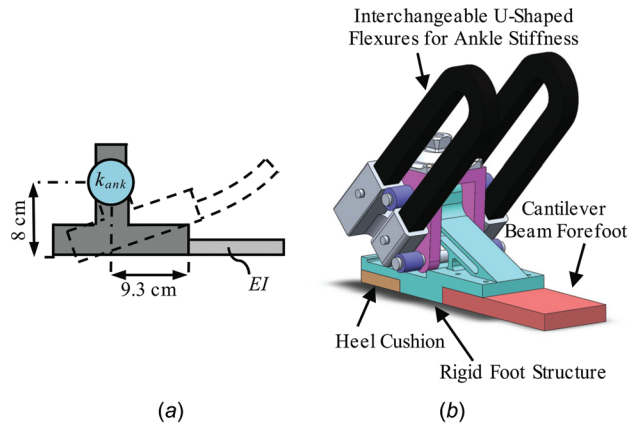 k_ank
8 cm
9.3 cm
EI
(a)
Interchangeable U-Shaped
Flexures for Ankle Stiffness
Cantilever
Beam Forefoot
Heel Cushion
Rigid Foot Structure
(b)